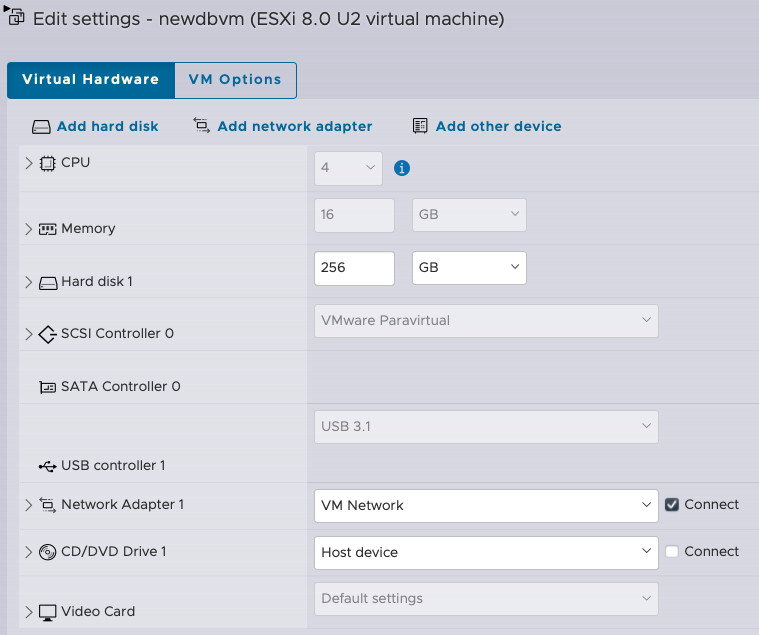 Edit settings - newdbvm (ESXi 8.0 U2 virtual machine)
Virtual Hardware VM Options
Add hard disk Add network adapter Add other device
CPU 4
Memory 16 GB
Hard disk 1 256 GB
SCSI Controller 0 VMware Paravirtual
SATA Controller 0
USB 3.1
USB controller 1
Network Adapter 1 VM Network Connect
CD/DVD Drive 1 Host device Connect
Video Card Default settings